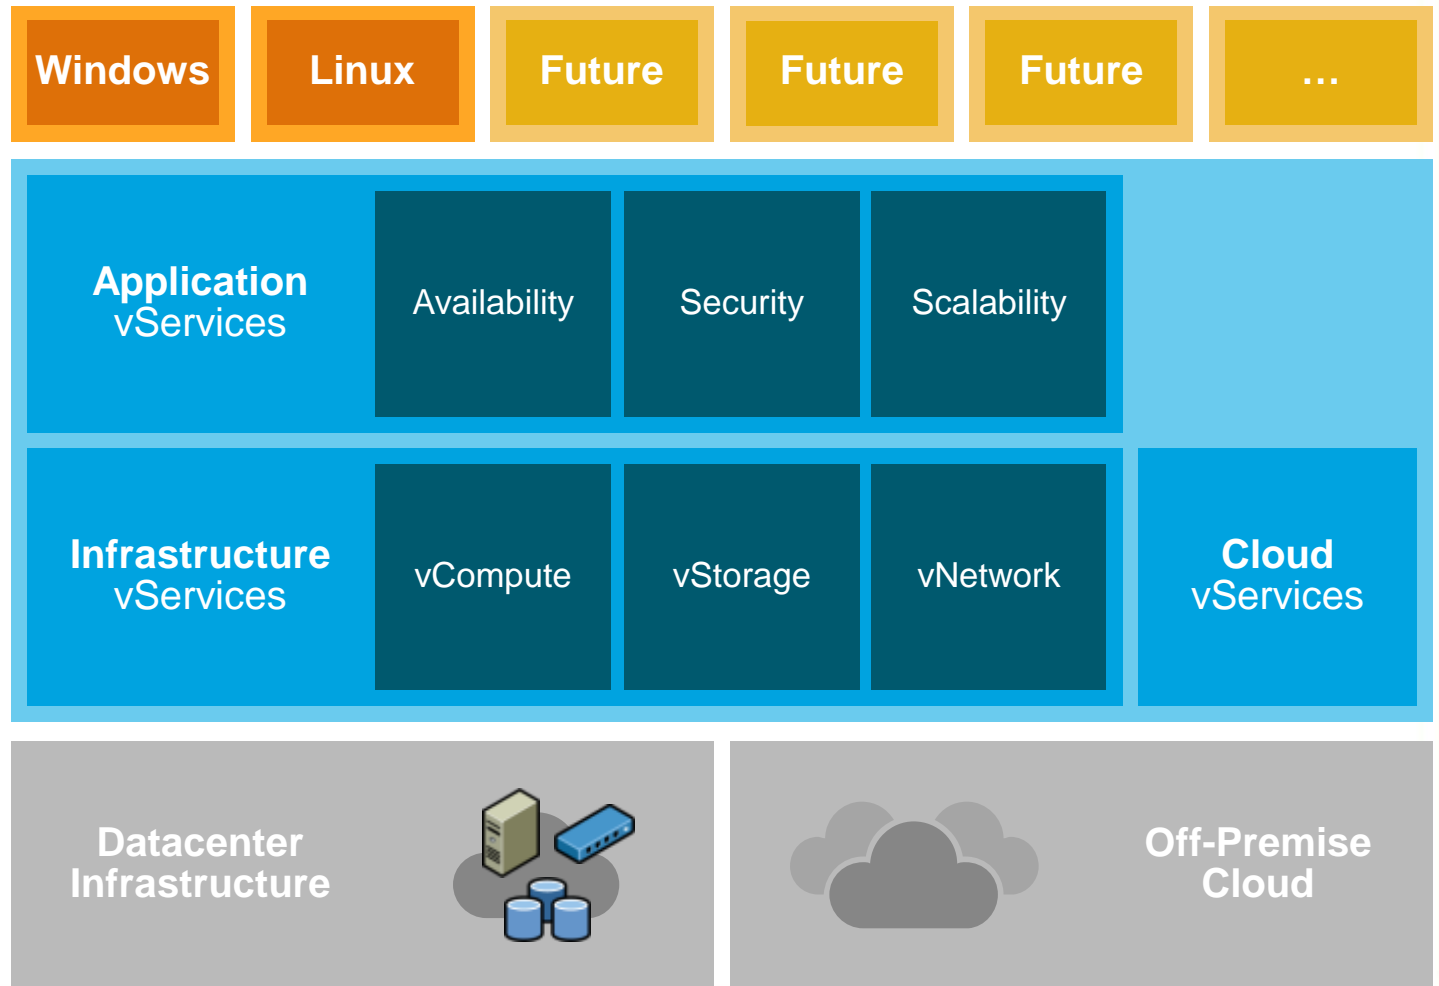 Windows
Linux
Future
Future
Future
...
Application
vServices
Availability
Security
Scalability
Infrastructure
vServices
vCompute
vStorage
vNetwork
Cloud
vServices
Datacenter
Infrastructure
Off-Premise
Cloud